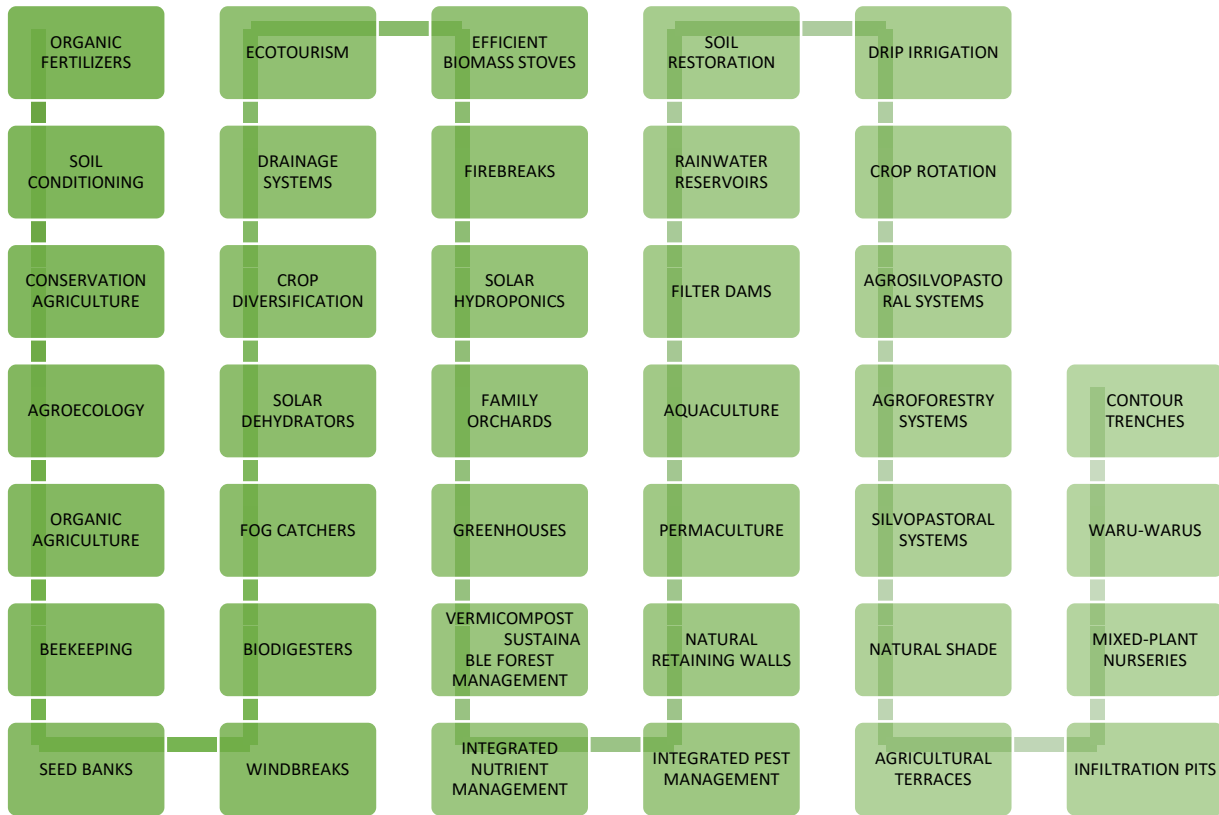 ORGANIC
FERTILIZERS
SOIL
CONDITIONING
CONSERVATION
AGRICULTURE
AGROECOLOGY
ORGANIC
AGRICULTURE
BEEKEEPING
SEED BANKS
WINDBREAKS
BIODIGESTERS
FOG CATCHERS
SOLAR
DEHYDRATORS
CROP
DIVERSIFICATION
DRAINAGE
SYSTEMS
ECOTOURISM
EFFICIENT
BIOMASS STOVES
FIREBREAKS
SOLAR
HYDROPONICS
FAMILY
ORCHARDS
GREENHOUSES
VERMICOMPOST
SUSTAINA
BLE FOREST
MANAGEMENT
INTEGRATED
NUTRIENT
MANAGEMENT
INTEGRATED PEST
MANAGEMENT
NATURAL
RETAINING WALLS
PERMACULTURE
AQUACULTURE
FILTER DAMS
RAINWATER
RESERVOIRS
SOIL
RESTORATION
DRIP IRRIGATION
CROP ROTATION
AGROSILVOPASTO
RAL SYSTEMS
AGROFORESTRY
SYSTEMS
SILVOPASTORAL
SYSTEMS
NATURAL SHADE
AGRICULTURAL
TERRACES
INFILTRATION PITS
MIXED-PLANT
NURSERIES
WARU-WARUS
CONTOUR
TRENCHES